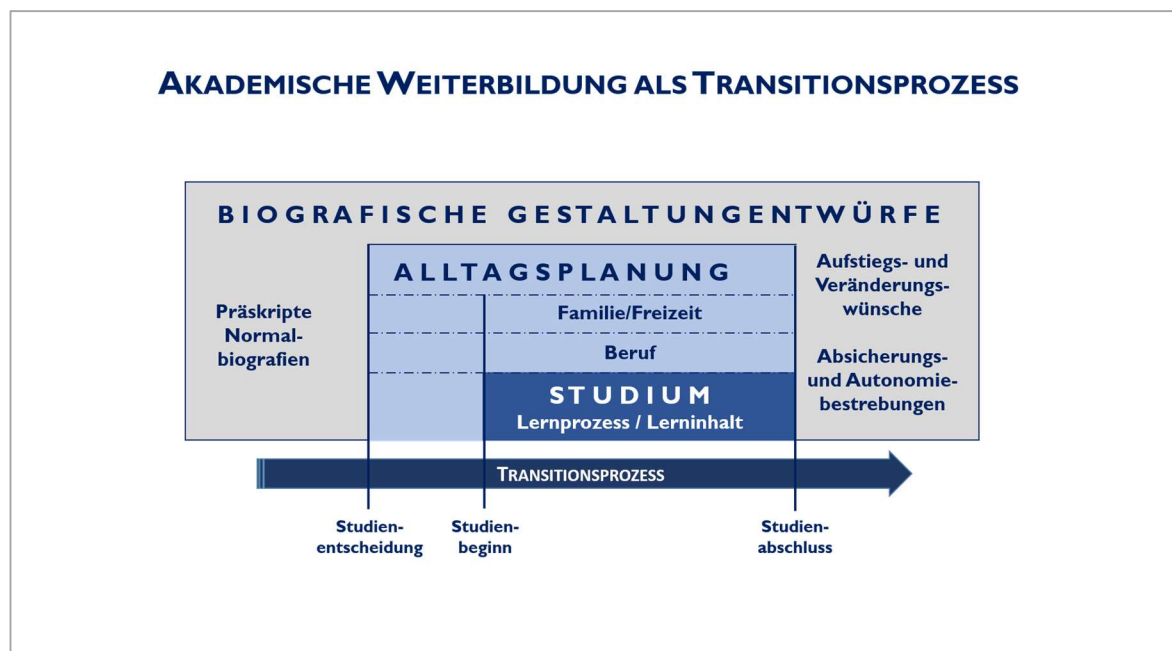 AKADEMISCHE WEITERBILDUNG ALS TRANSITIONSPROZESS
BIOGRAFISCHE GESTALTUNGENTWÜRFE
ALLTAGSPLANUNG
Präskripte
Normal-
biografien
Familie/Freizeit
Beruf
STUDIUM
Lernprozess / Lerninhalt
Aufstiegs- und
Veränderungs-
wünsche
Absicherungs-
und Autonomie-
bestrebungen
TRANSITIONSPROZESS
Studien-
entscheidung
Studien-
beginn
Studien-
abschluss